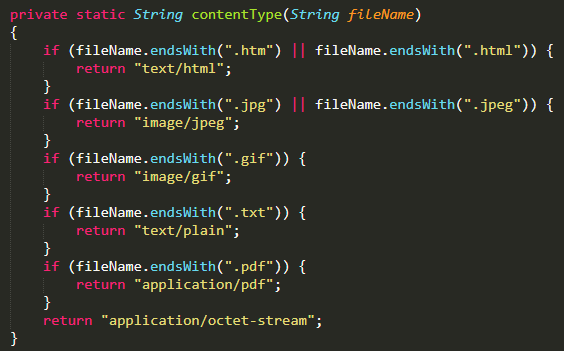 private static String contentType(String fileName)
{
    if (fileName.endsWith(".htm") || fileName.endsWith(".html")) {
        return "text/html";
    }
    if (fileName.endsWith(".jpg") || fileName.endsWith(".jpeg")) {
        return "image/jpeg";
    }
    if (fileName.endsWith(".gif")) {
        return "image/gif";
    }
    if (fileName.endsWith(".txt")) {
        return "text/plain";
    }
    if (fileName.endsWith(".pdf")) {
        return "application/pdf";
    }
    return "application/octet-stream";
}